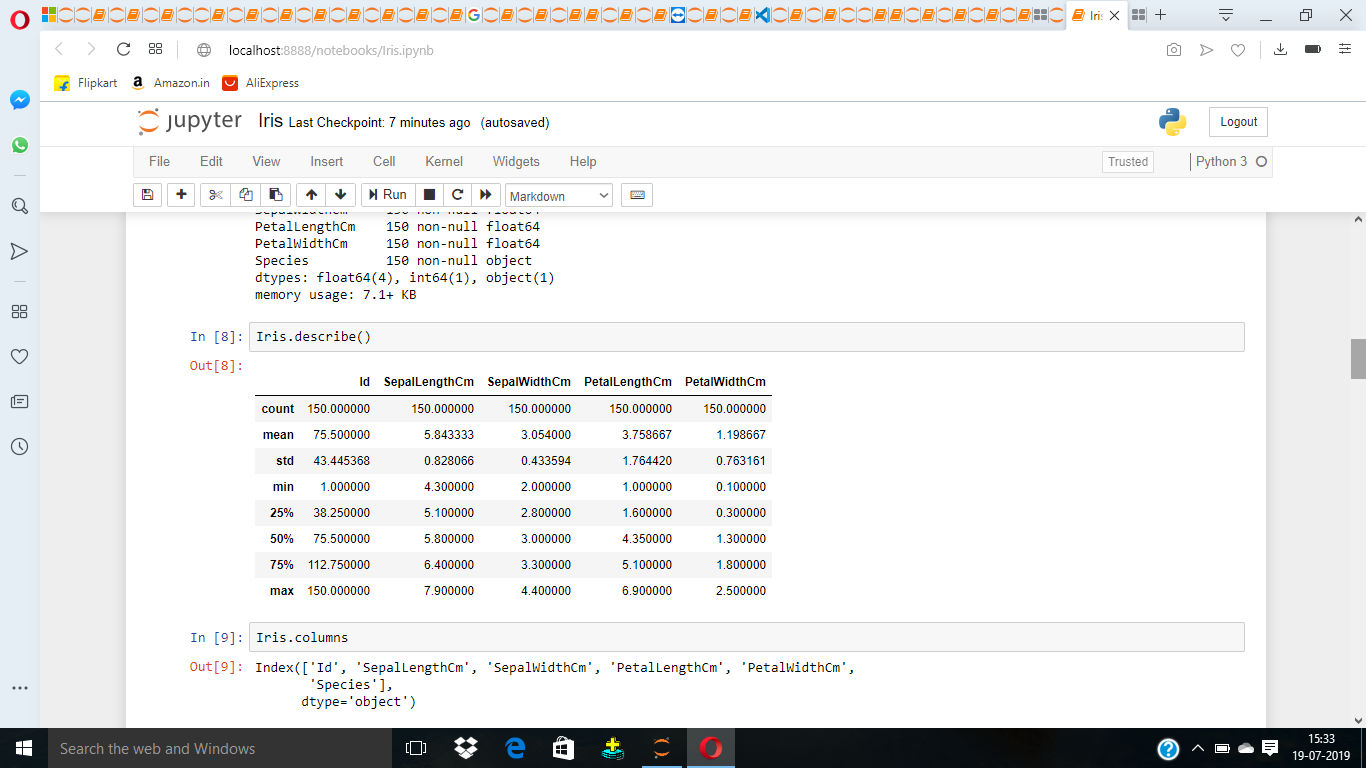 Iri
localhost:8888/notebooks/Iris.ipynb
Flipkart Amazon.in AliExpress
jupyter Iris Last Checkpoint: 7 minutes ago (autosaved) Logout
File Edit View Insert Cell Kernel Widgets Help Trusted Python 3
Run Markdown
SepalWidthCm 150 non-null float64
PetalLengthCm 150 non-null float64
PetalWidthCm 150 non-null float64
Species 150 non-null object
dtypes: float64(4), int64(1), object(1)
memory usage: 7.1+ KB
In [8]: Iris.describe()
Out[8]:
Id SepalLengthCm SepalWidthCm PetalLengthCm PetalWidthCm
count 150.000000 150.000000 150.000000 150.000000 150.000000
mean 75.500000 5.843333 3.054000 3.758667 1.198667
std 43.445368 0.828066 0.433594 1.764420 0.763161
min 1.000000 4.300000 2.000000 1.000000 0.100000
25% 38.250000 5.100000 2.800000 1.600000 0.300000
50% 75.500000 5.800000 3.000000 4.350000 1.300000
75% 112.750000 6.400000 3.300000 5.100000 1.800000
max 150.000000 7.900000 4.400000 6.900000 2.500000
In [9]: Iris.columns
Out[9]: Index(['Id', 'SepalLengthCm', 'SepalWidthCm', 'PetalLengthCm', 'PetalWidthCm',
'Species'],
dtype='object')
Search the web and Windows
15:33
19-07-2019